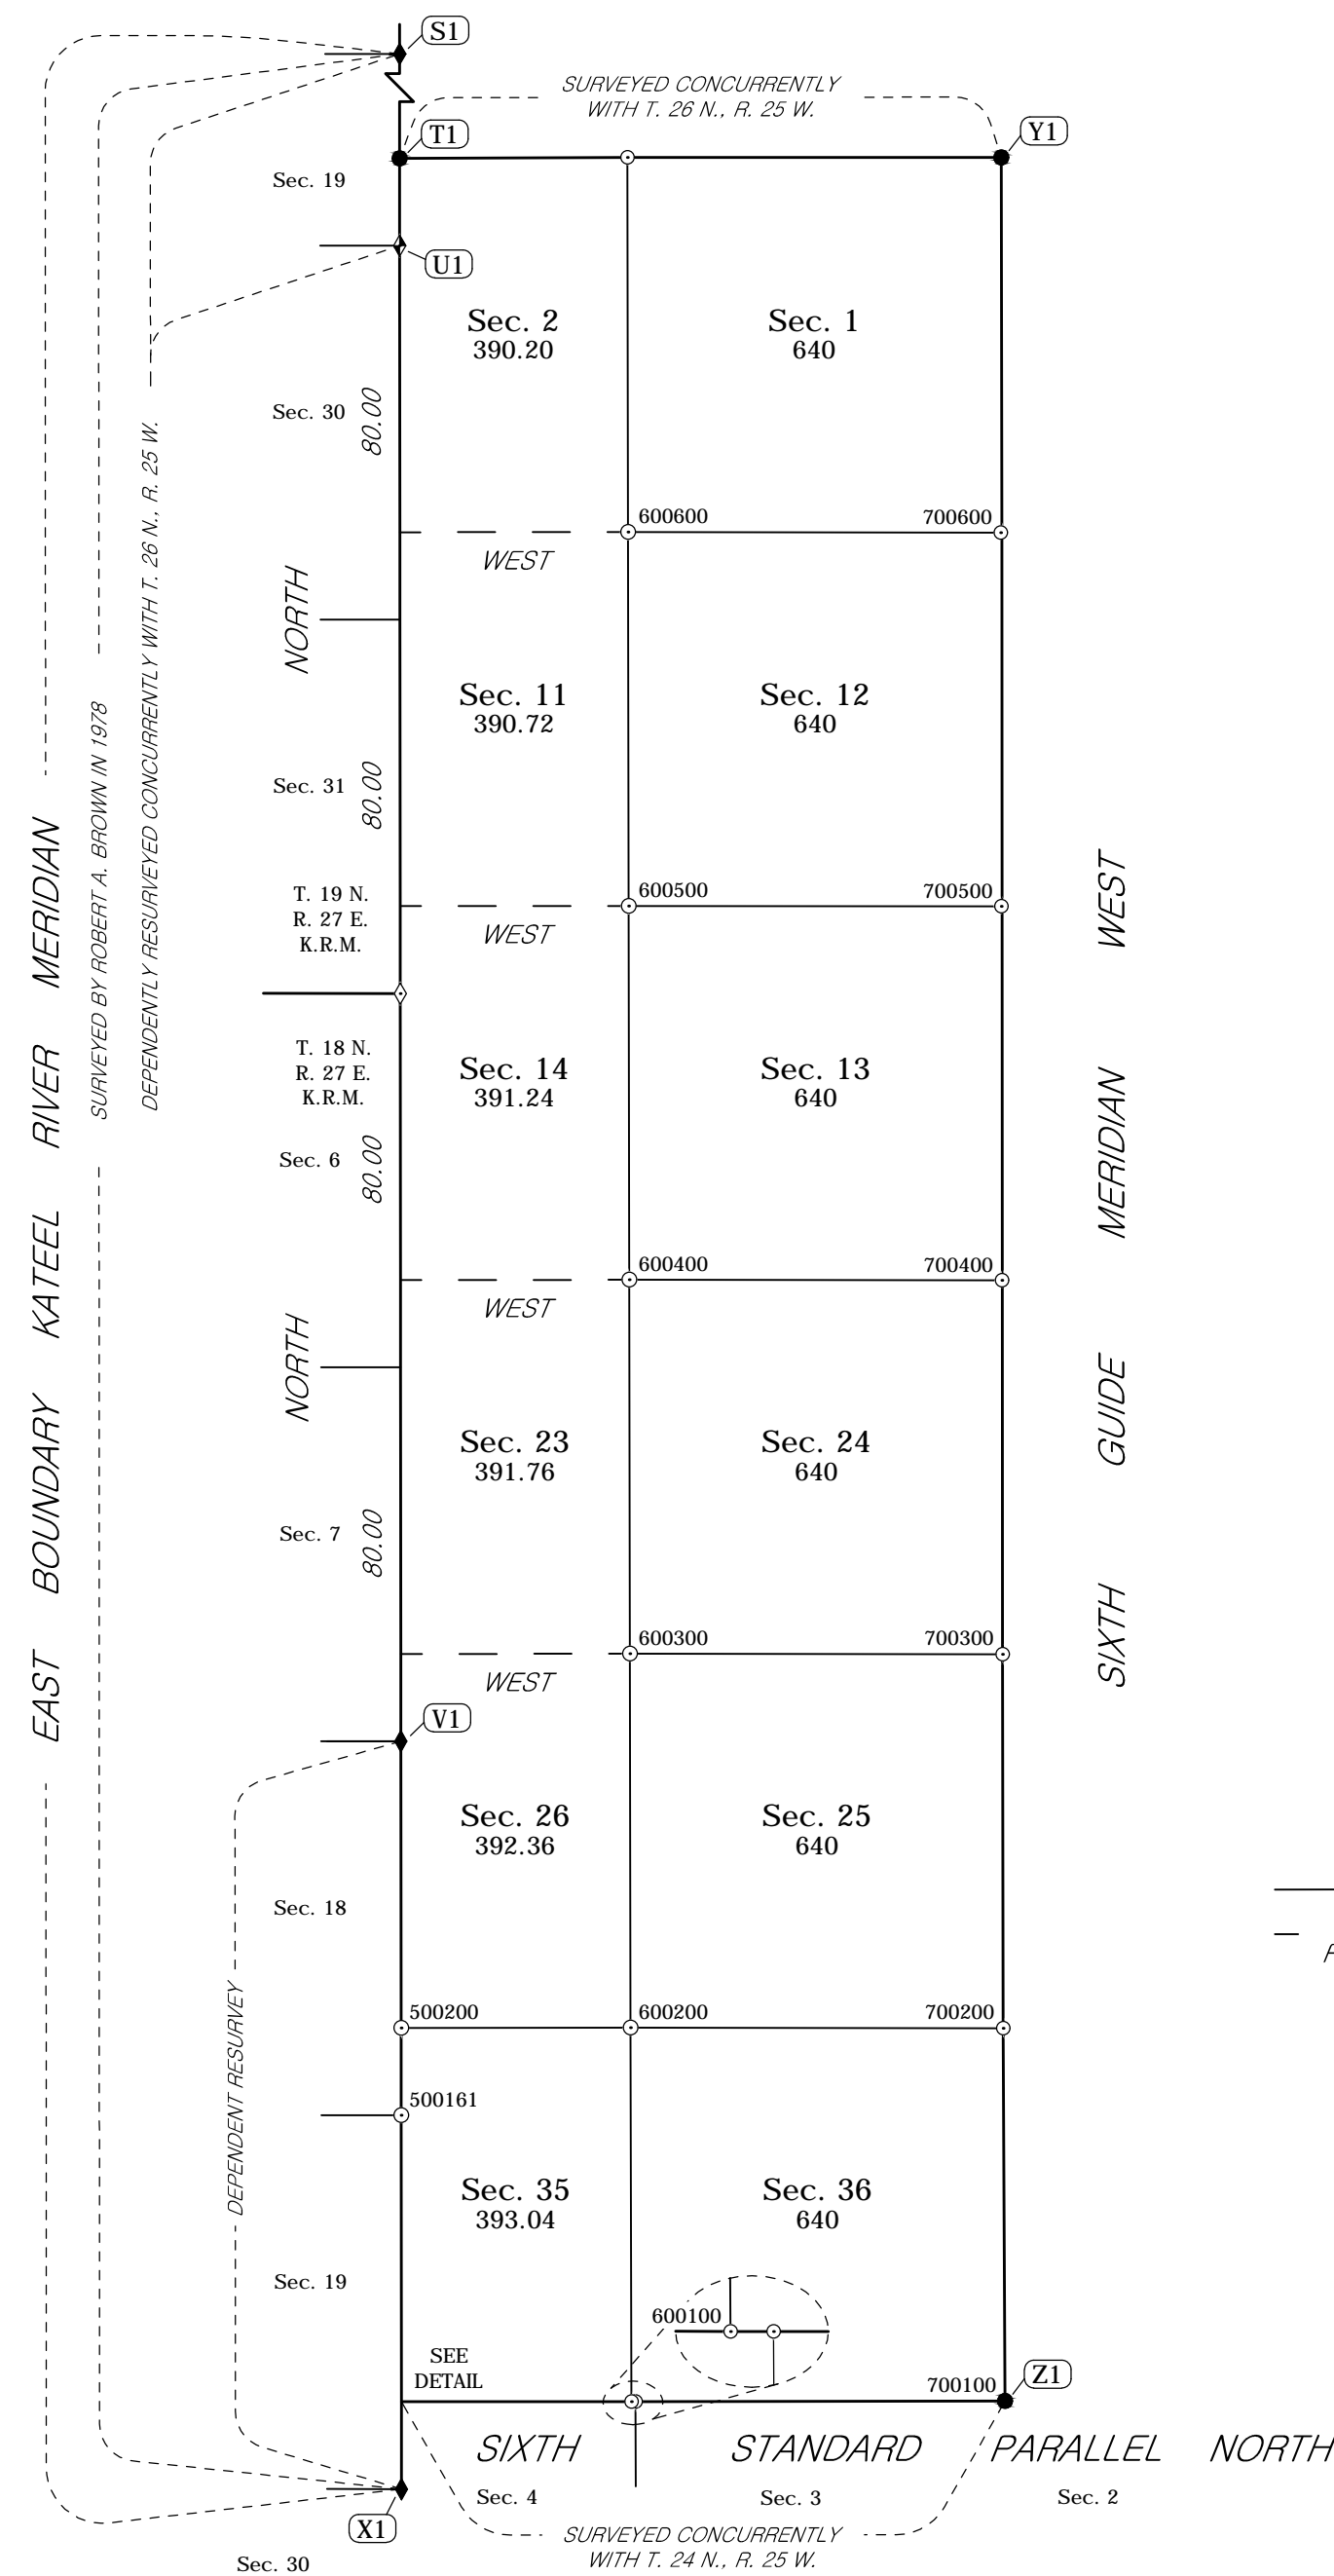 S1
SURVEYED CONCURRENTLY
WITH T. 26 N., R. 25 W.
T1
Y1
Sec. 19
U1
Sec. 2
390.20
Sec. 1
640
Sec. 30
80.00
600600
700600
WEST
NORTH
Sec. 11
390.72
Sec. 12
640
Sec. 31
80.00
T. 19 N.
R. 27 E.
K.R.M.
600500
700500
WEST
T. 18 N.
R. 27 E.
K.R.M.
Sec. 14
391.24
Sec. 13
640
Sec. 6
80.00
600400
700400
WEST
NORTH
Sec. 23
391.76
Sec. 24
640
Sec. 7
80.00
600300
700300
WEST
V1
Sec. 26
392.36
Sec. 25
640
Sec. 18
500200
600200
700200
500161
Sec. 35
393.04
Sec. 36
640
Sec. 19
600100
SEE
DETAIL
700100
Z1
SIXTH STANDARD PARALLEL NORTH
Sec. 4
Sec. 3
Sec. 2
X1
SURVEYED CONCURRENTLY
WITH T. 24 N., R. 25 W.
Sec. 30
EAST BOUNDARY KATEEL RIVER MERIDIAN
SURVEYED BY ROBERT A. BROWN IN 1978
DEPENDENTLY RESURVEYED CONCURRENTLY WITH T. 26 N., R. 25 W.
DEPENDENT RESURVEY
SIXTH GUIDE MERIDIAN WEST